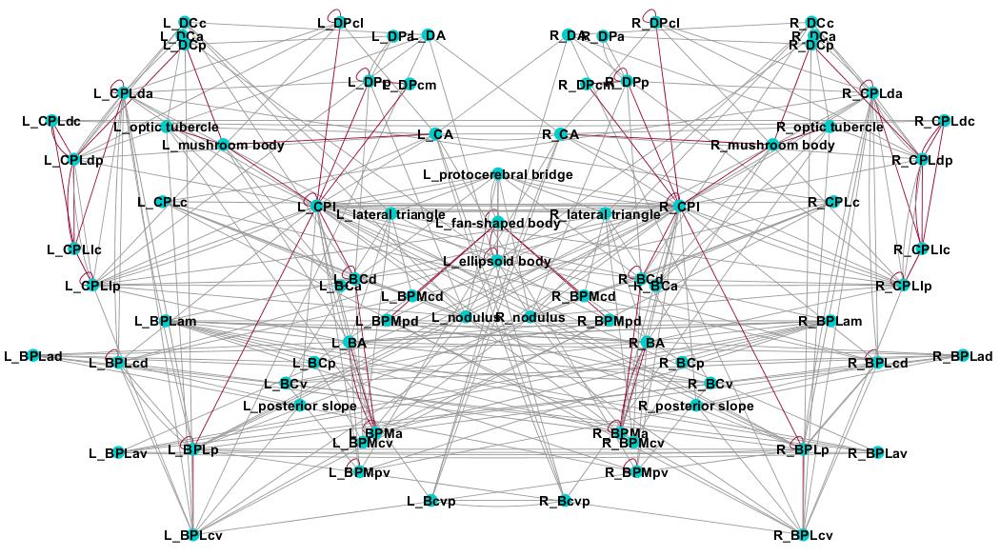 L_DCc
L_DPcl
R_DPcl
R_DCc
L_DCa
L_DPa
L_DA
R_DA
R_DPa
R_DCa
L_DCp
R_DCp
L_DPp
L_DPcm
R_DPcm
R_DPp
L_CPLda
R_CPLda
L_CPLdc
R_CPLdc
L_optic tubercle
R_optic tubercle
L_CA
R_CA
L_mushroom body
R_mushroom body
L_CPLdp
R_CPLdp
L_protocerebral bridge
L_CPLc
R_CPLc
L_CPl
R_CPl
L_lateral triangle
R_lateral triangle
L_fan-shaped body
L_CPLlc
R_CPLlc
L_ellipsoid body
L_BCd
R_BCd
L_CPLlp
L_BCa
R_BCa
R_CPLlp
L_BPMcd
R_BPMcd
L_BPLam
L_BPMpd
L_nodulus
R_nodulus
R_BPMpd
R_BPLam
L_BA
R_BA
L_BPLad
R_BPLad
L_BPLcd
L_BCp
R_BCp
R_BPLcd
L_BCv
R_BCv
L_posterior slope
R_posterior slope
L_BPMa
R_BPMa
L_BPMcv
R_BPMcv
L_BPLav
L_BPLp
R_BPLp
R_BPLav
L_BPMpv
R_BPMpv
L_Bcvp
R_Bcvp
L_BPLcv
R_BPLcv